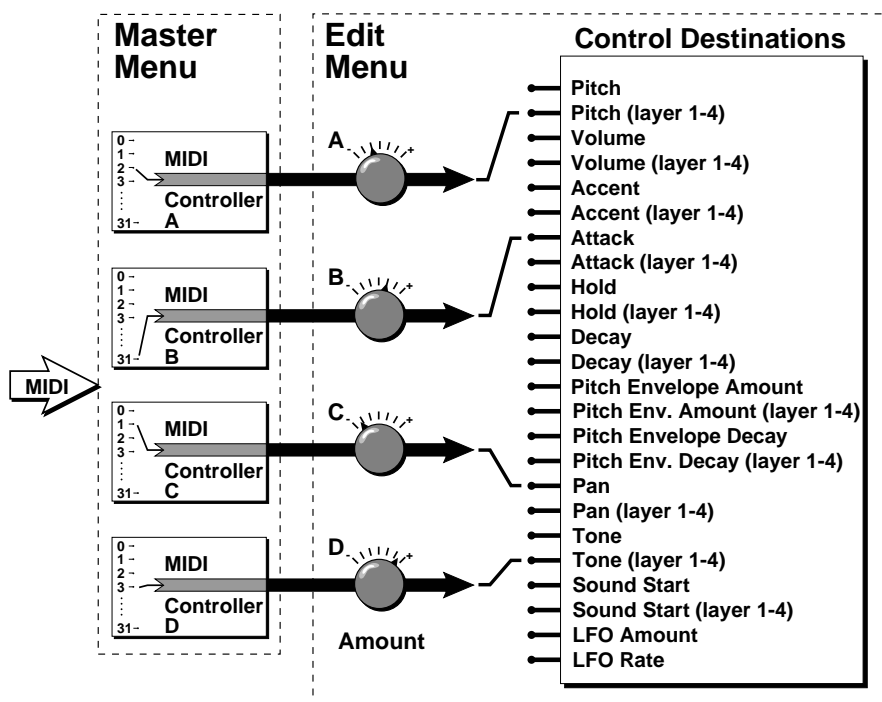 Master
Menu
Edit
Menu
Control Destinations
MIDI
0
1
2
3
31
MIDI
Controller
A
0
1
2
3
31
MIDI
Controller
B
0
1
2
3
31
MIDI
Controller
C
0
1
2
3
31
MIDI
Controller
D
A
- +
B
- +
C
- +
D
- +
Amount
Pitch
Pitch (layer 1-4)
Volume
Volume (layer 1-4)
Accent
Accent (layer 1-4)
Attack
Attack (layer 1-4)
Hold
Hold (layer 1-4)
Decay
Decay (layer 1-4)
Pitch Envelope Amount
Pitch Env. Amount (layer 1-4)
Pitch Envelope Decay
Pitch Env. Decay (layer 1-4)
Pan
Pan (layer 1-4)
Tone
Tone (layer 1-4)
Sound Start
Sound Start (layer 1-4)
LFO Amount
LFO Rate